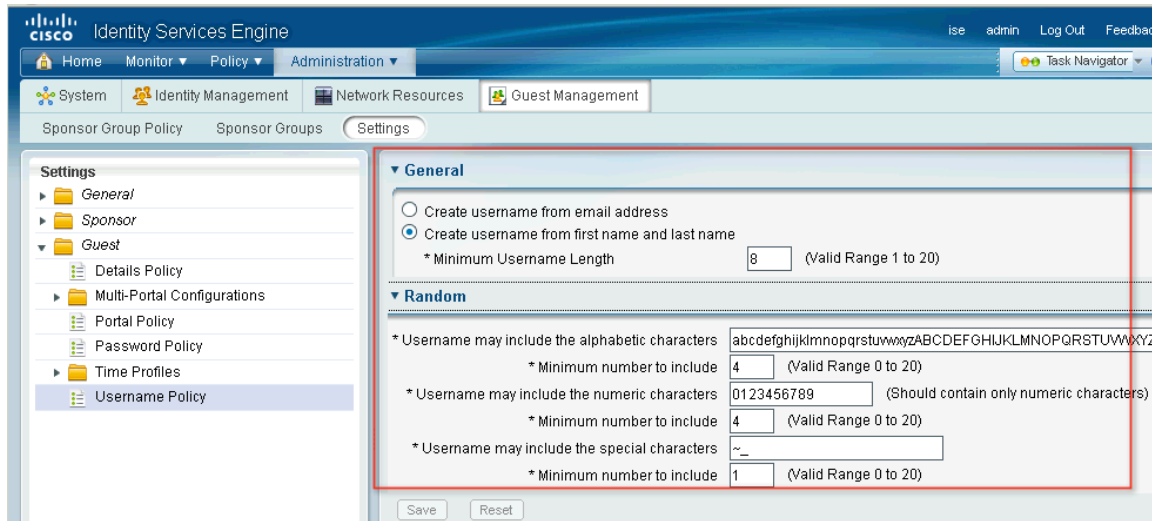 cisco Identity Services Engine
ise admin Log Out
Home Monitor Policy Administration
Task Navigator
System Identity Management Network Resources Guest Management
Sponsor Group Policy Sponsor Groups Settings
Settings
General
Sponsor
Guest
Details Policy
Multi-Portal Configurations
Portal Policy
Password Policy
Time Profiles
Username Policy
General
Create username from email address
Create username from first name and last name
* Minimum Username Length 8 (Valid Range 1 to 20)
Random
* Username may include the alphabetic characters abcdefghijklmnopqrstuvwxyzABCDEFGHIJKLMNOPQRSTUVWXYZ
* Minimum number to include 4 (Valid Range 0 to 20)
* Username may include the numeric characters 0123456789 (Should contain only numeric characters)
* Minimum number to include 4 (Valid Range 0 to 20)
* Username may include the special characters ~_
* Minimum number to include 1 (Valid Range 0 to 20)
Save Reset